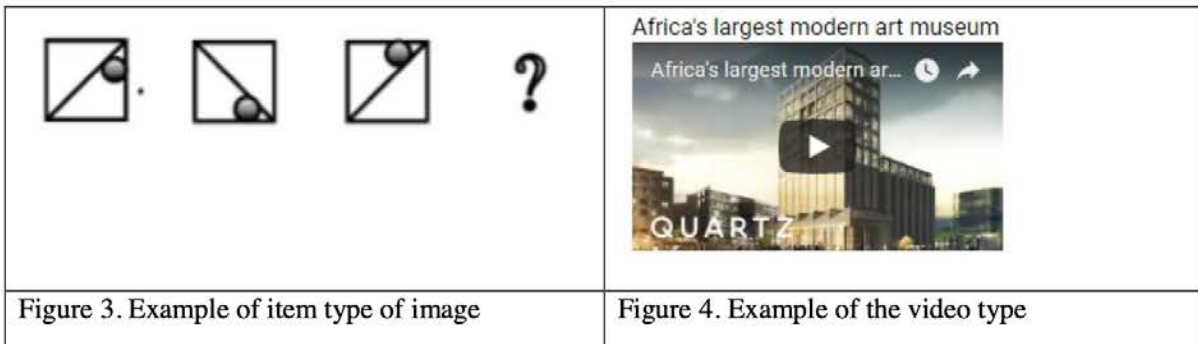 ?
Africa's largest modern art museum
Africa's largest modern ar...
QUARTZ
Figure 3. Example of item type of image
Figure 4. Example of the video type